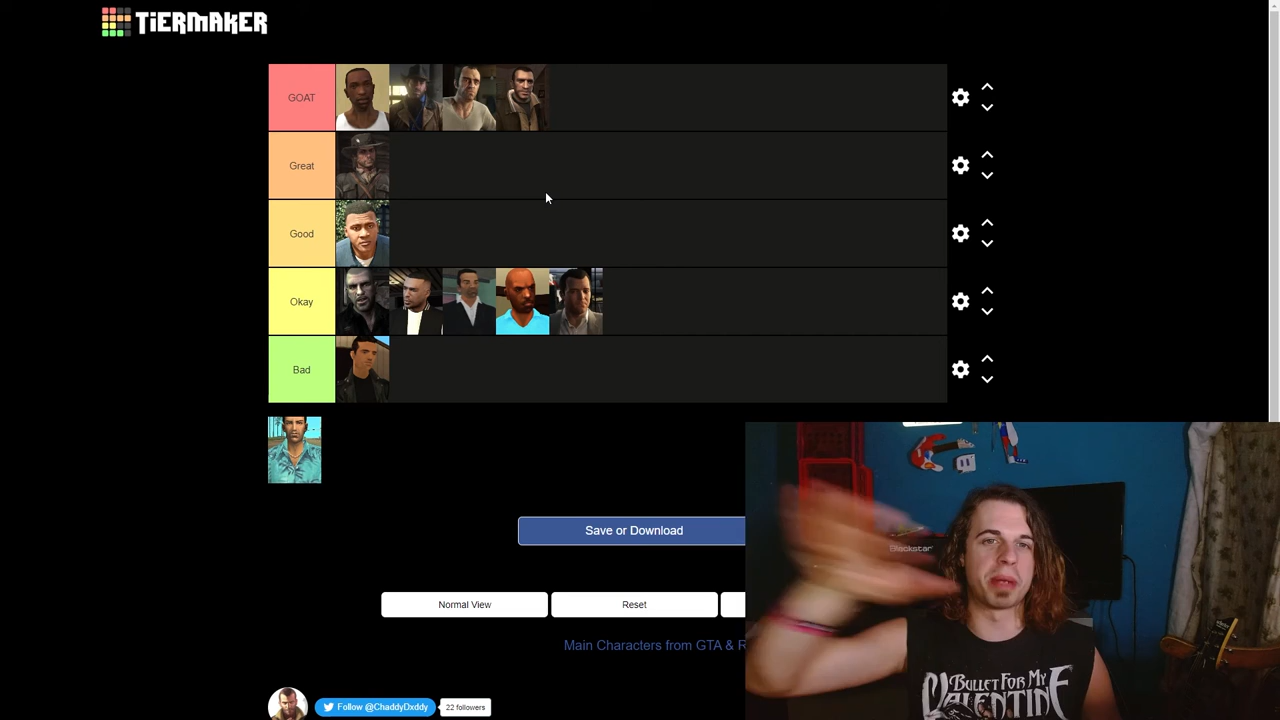 TIERMAKER
GOAT
Great
Good
Okay
Bad
Save or Download
Normal View
Reset
Main Characters from GTA & R
Follow @ChaddyDxddy
22 followers
Blackstar
BULLET FOR MY
VALENTINE